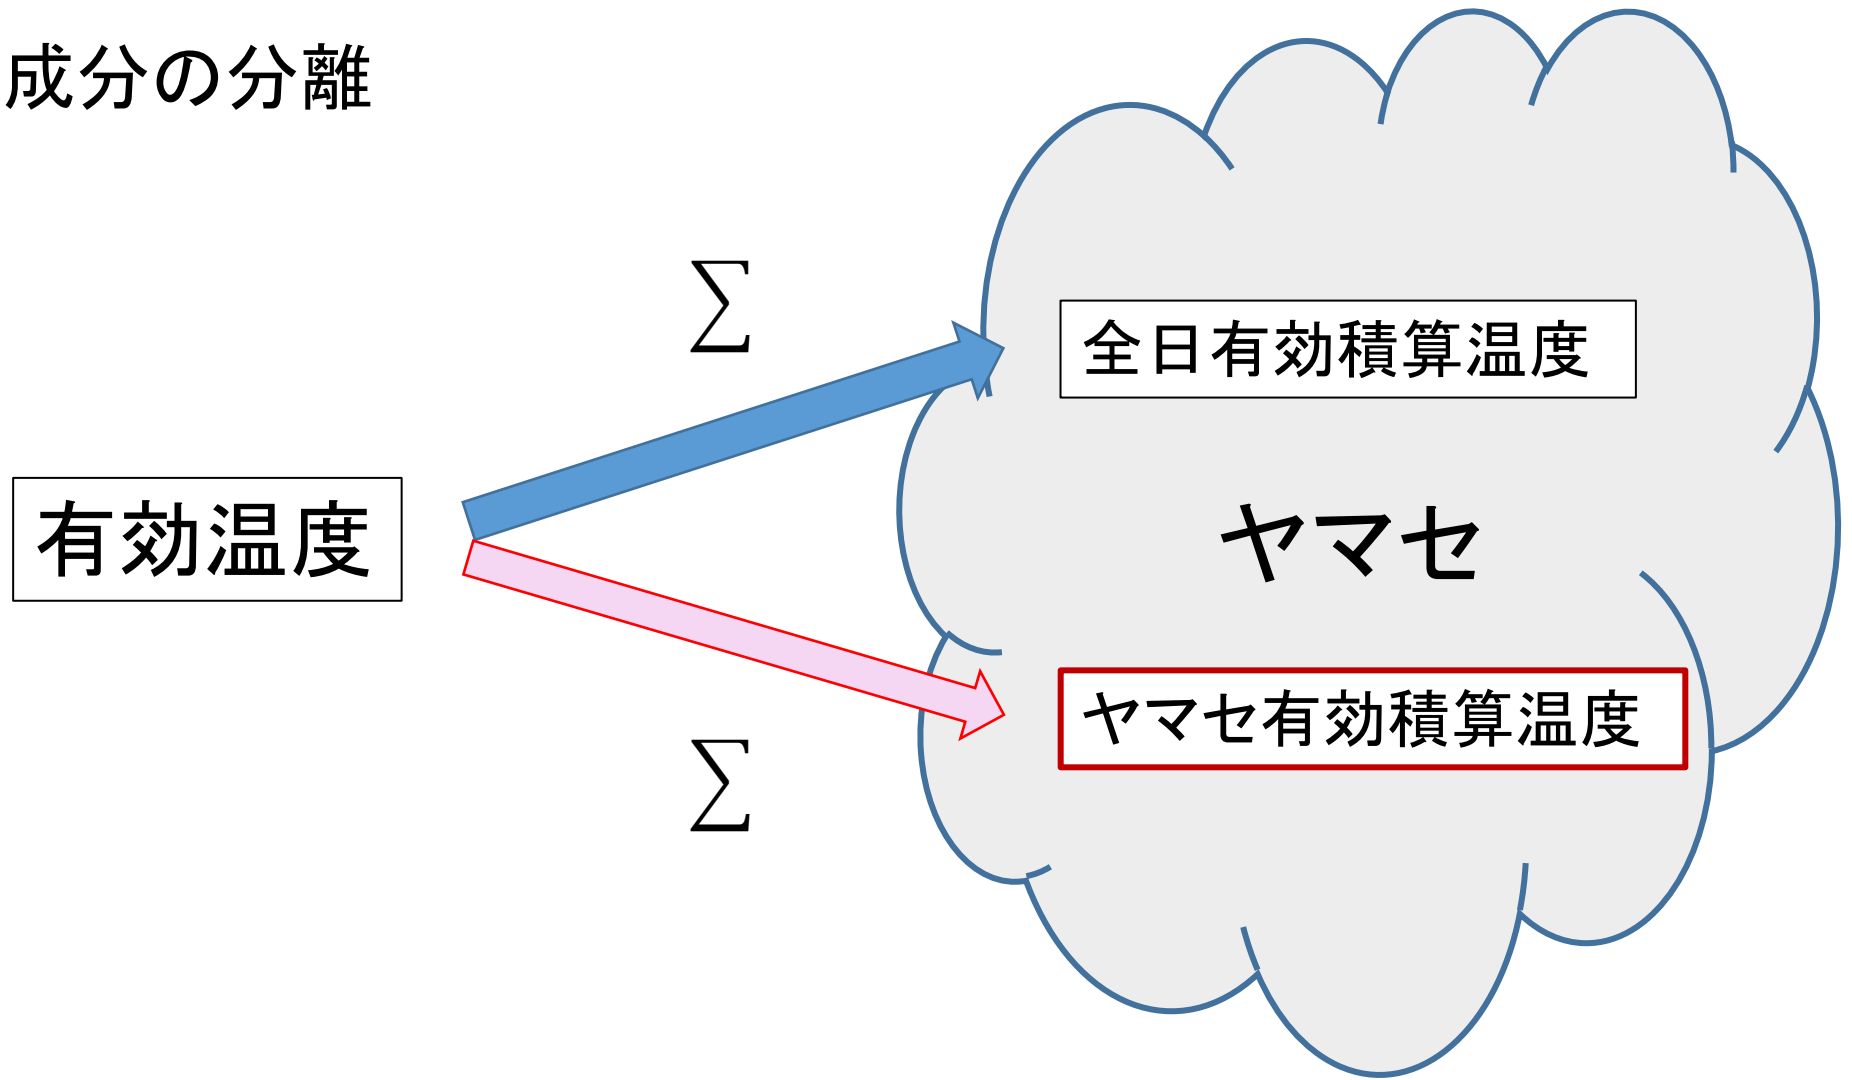 成分の分離
∑
全日有効積算温度
有効温度
ヤマセ
ヤマセ有効積算温度
∑